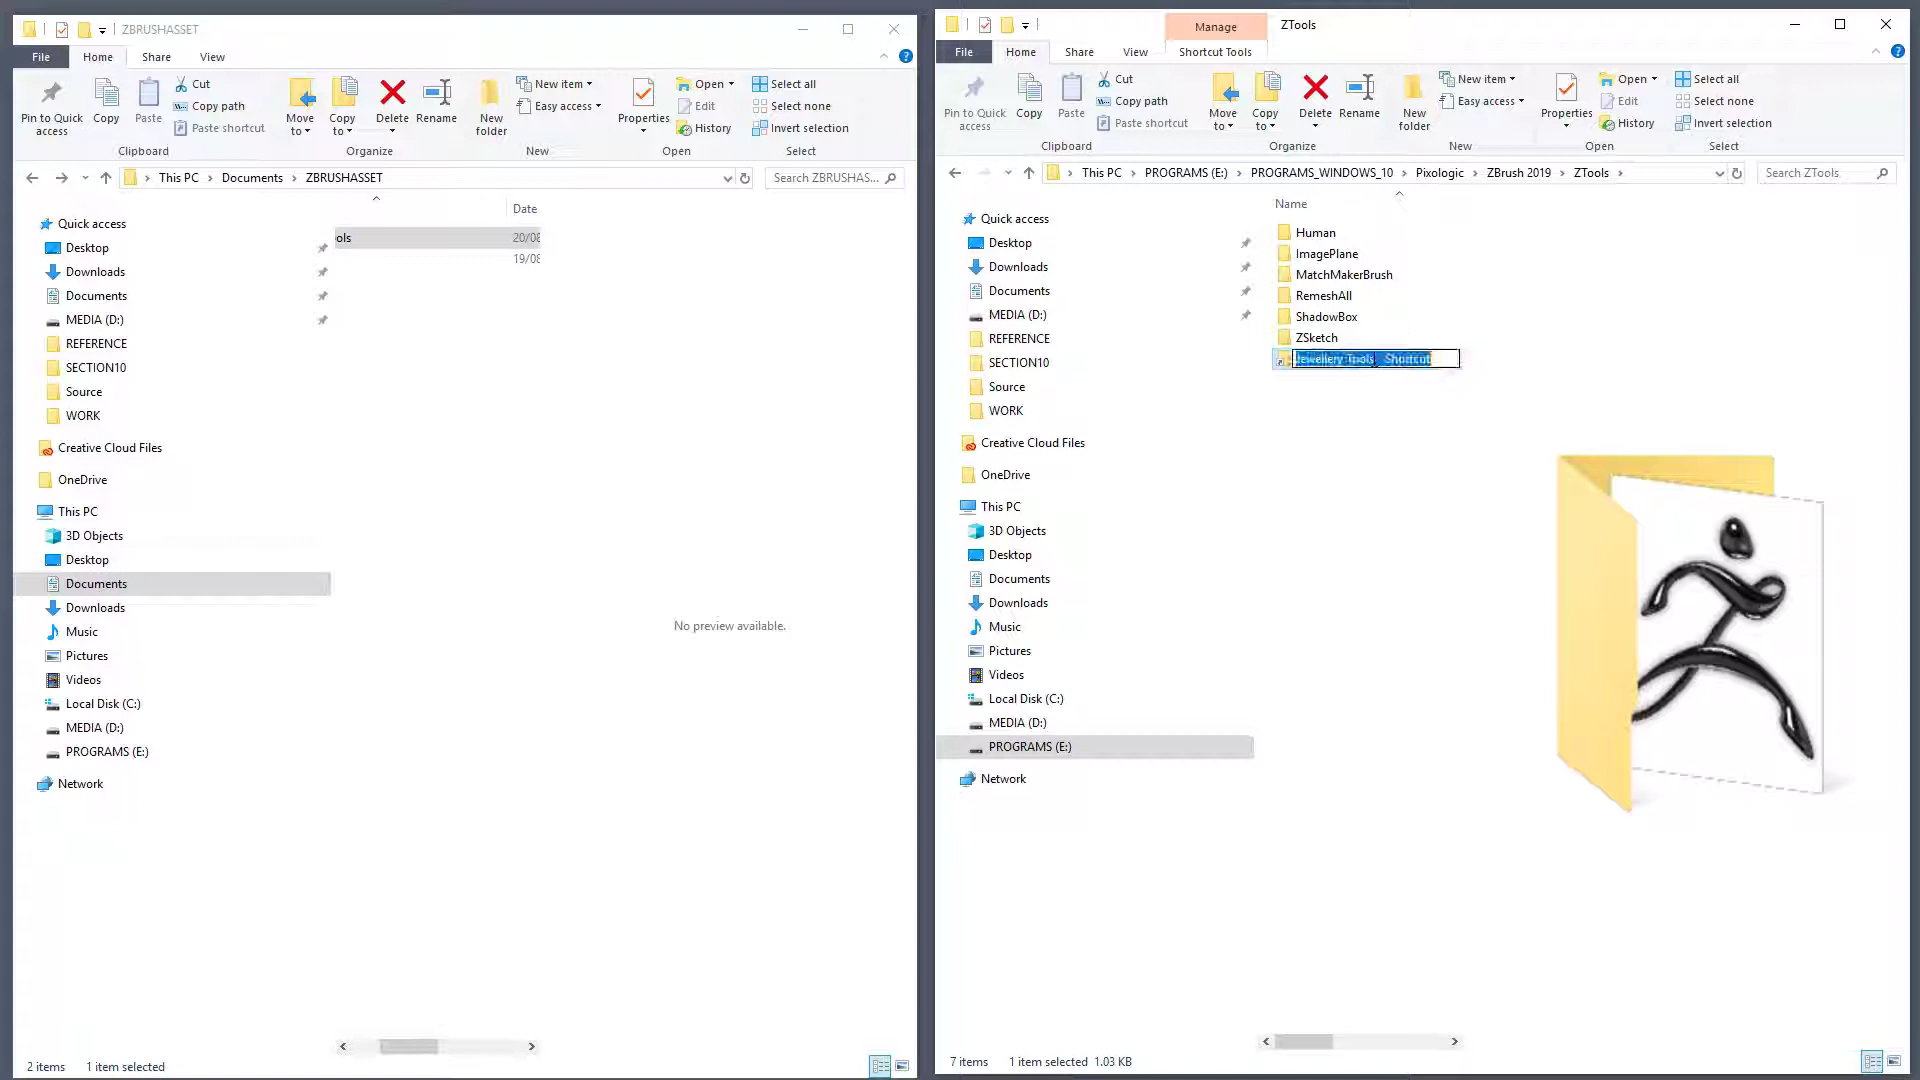 ZBRUSHASSET
File Home Share View
Pin to Quick access
Copy
Paste
Cut
Copy path
Paste shortcut
Clipboard
Move to
Copy to
Delete
Rename
Organize
New folder
New item
Easy access
New
Properties
Open
Edit
History
Open
Select all
Select none
Invert selection
Select
This PC > Documents > ZBRUSHASSET
Search ZBRUSHAS...
Date
ols 20/08
19/08
Quick access
Desktop
Downloads
Documents
MEDIA (D:)
REFERENCE
SECTION10
Source
WORK
Creative Cloud Files
OneDrive
This PC
3D Objects
Desktop
Documents
Downloads
Music
Pictures
Videos
Local Disk (C:)
MEDIA (D:)
PROGRAMS (E:)
Network
No preview available.
2 items 1 item selected
Manage
ZTools
File Home Share View Shortcut Tools
Pin to Quick access
Copy
Paste
Cut
Copy path
Paste shortcut
Clipboard
Move to
Copy to
Delete
Rename
Organize
New folder
New item
Easy access
New
Properties
Open
Edit
History
Open
Select all
Select none
Invert selection
Select
This PC > PROGRAMS (E:) > PROGRAMS_WINDOWS_10 > Pixologic > ZBrush 2019 > ZTools >
Search ZTools
Name
Human
ImagePlane
MatchMakerBrush
RemeshAll
ShadowBox
ZSketch
Jewellery Tools - Shortcut
Quick access
Desktop
Downloads
Documents
MEDIA (D:)
REFERENCE
SECTION10
Source
WORK
Creative Cloud Files
OneDrive
This PC
3D Objects
Desktop
Documents
Downloads
Music
Pictures
Videos
Local Disk (C:)
MEDIA (D:)
PROGRAMS (E:)
Network
7 items 1 item selected 1.03 KB